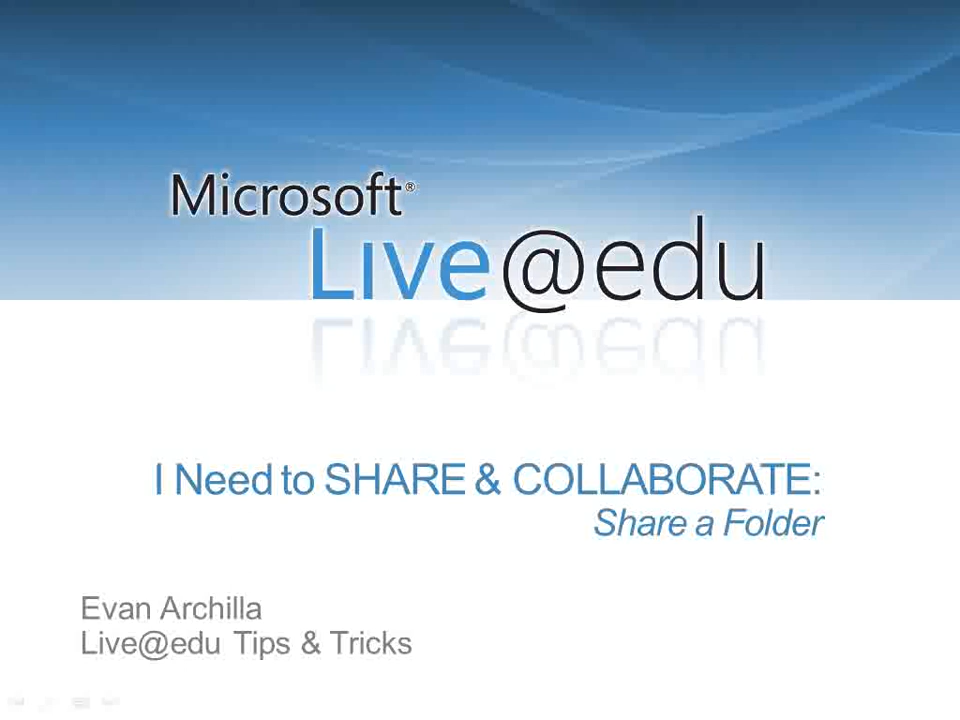 Microsoft®
Live@edu
I Need to SHARE & COLLABORATE:
Share a Folder
Evan Archilla
Live@edu Tips & Tricks